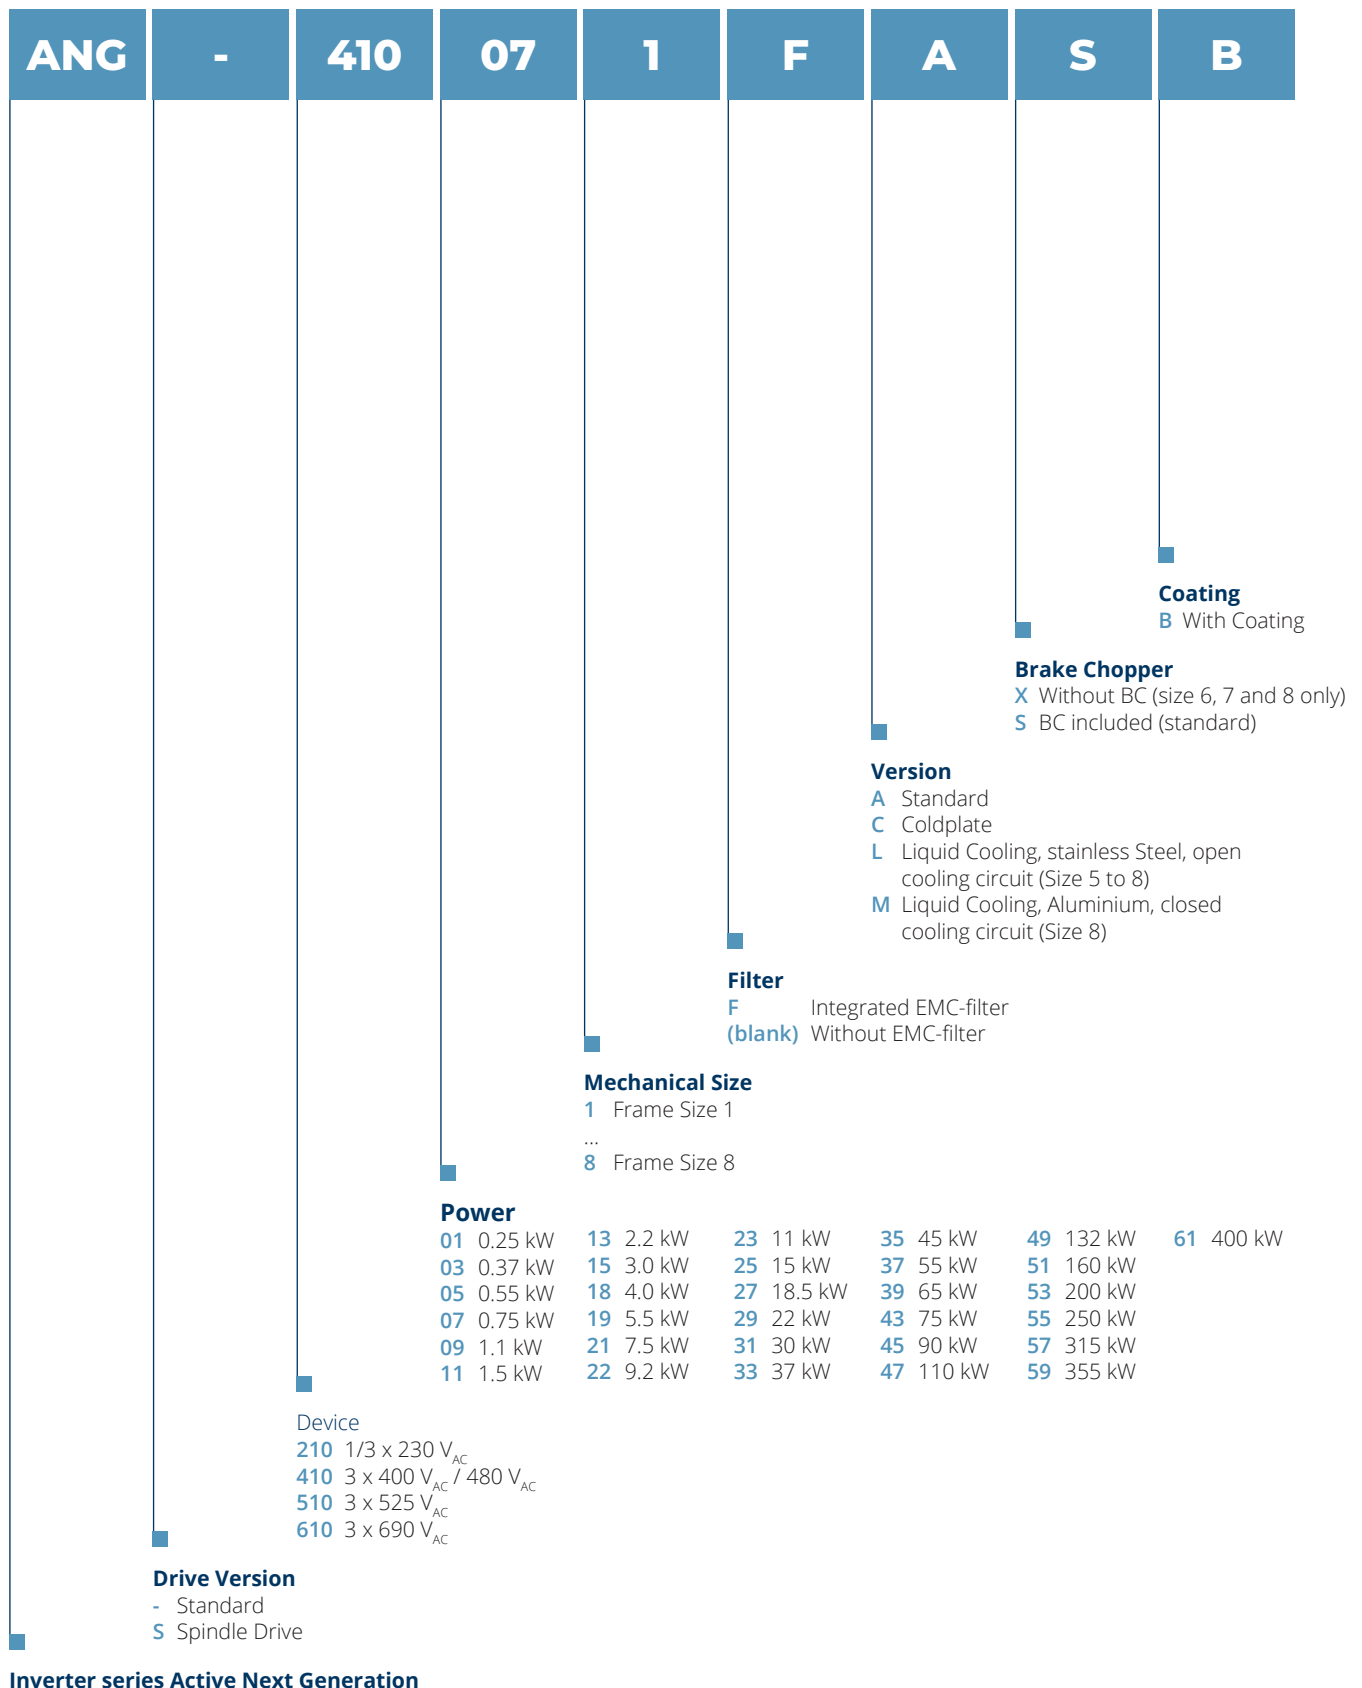 ANG - 410 07 1 F A S B
Coating
B With Coating
Brake Chopper
X Without BC (size 6, 7 and 8 only)
S BC included (standard)
Version
A Standard
C Coldplate
L Liquid Cooling, stainless Steel, open
cooling circuit (Size 5 to 8)
M Liquid Cooling, Aluminium, closed
cooling circuit (Size 8)
Filter
F Integrated EMC-filter
(blank) Without EMC-filter
Mechanical Size
1 Frame Size 1
...
8 Frame Size 8
Power
01 0.25 kW 13 2.2 kW 23 11 kW 35 45 kW 49 132 kW 61 400 kW
03 0.37 kW 15 3.0 kW 25 15 kW 37 55 kW 51 160 kW
05 0.55 kW 18 4.0 kW 27 18.5 kW 39 65 kW 53 200 kW
07 0.75 kW 19 5.5 kW 29 22 kW 43 75 kW 55 250 kW
09 1.1 kW 21 7.5 kW 31 30 kW 45 90 kW 57 315 kW
11 1.5 kW 22 9.2 kW 33 37 kW 47 110 kW 59 355 kW
Device
210 1/3 x 230 VAC
410 3 x 400 VAC / 480 VAC
510 3 x 525 VAC
610 3 x 690 VAC
Drive Version
- Standard
S Spindle Drive
Inverter series Active Next Generation